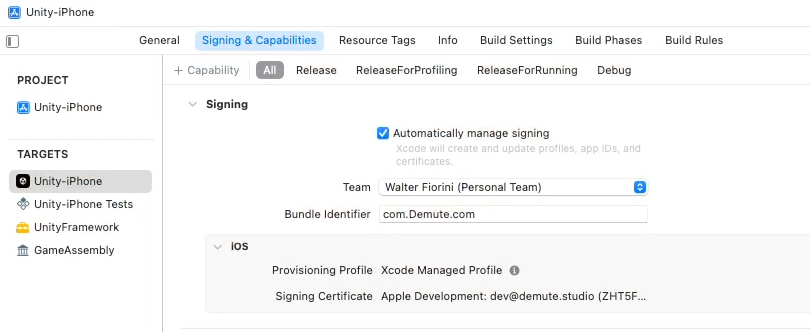 Unity-iPhone
General Signing & Capabilities Resource Tags Info Build Settings Build Phases Build Rules
+ Capability All Release ReleaseForProfiling ReleaseForRunning Debug
PROJECT
Unity-iPhone
TARGETS
Unity-iPhone
Unity-iPhone Tests
UnityFramework
GameAssembly
Signing
Automatically manage signing
Xcode will create and update profiles, app IDs, and
certificates.
Team Walter Fiorini (Personal Team)
Bundle Identifier com.Demute.com
iOS
Provisioning Profile Xcode Managed Profile
Signing Certificate Apple Development: dev@demute.studio (ZHT5F...